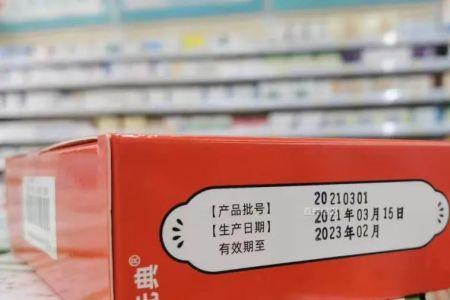 【产品批号】 20210301
【生产日期】 2021年03月15日
有效期至 2023年02月
典®